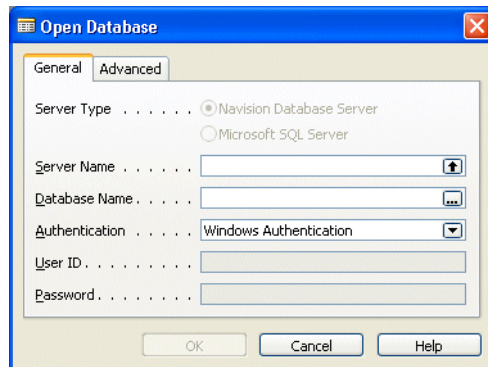 Open Database
General Advanced
Server Type . . . . . . Navision Database Server
Microsoft SQL Server
Server Name . . . . . .
Database Name . . . . .
Authentication . . . . . Windows Authentication
User ID . . . . . . . . .
Password . . . . . . . .
OK Cancel Help